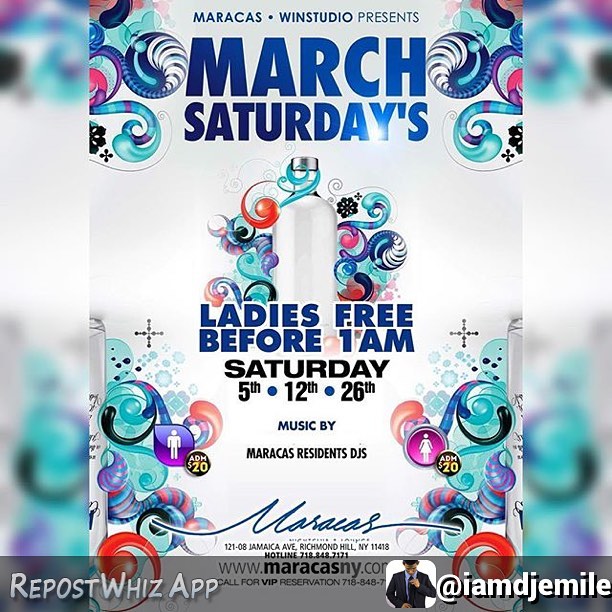 MARACAS • WINSTUDIO PRESENTS
MARCH
SATURDAY'S
LADIES FREE
BEFORE 1AM
SATURDAY
5th • 12th • 26th
MUSIC BY
MARACAS RESIDENTS DJS
ADM
$20
ADM
$20
Maracas
121-08 JAMAICA AVE, RICHMOND HILL, NY 11418
HOTLINE 718.848.7171
www.maracasny.co
CALL FOR VIP RESERVATION 718-848-7
REPOSTWHIZ APP
@iamdjemile